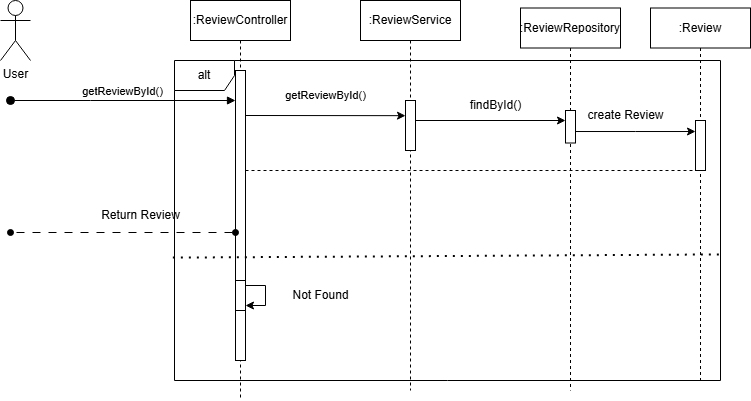 :ReviewController
:ReviewService
:ReviewRepository
:Review
User
alt
getReviewById()
getReviewById()
findById()
create Review
Return Review
Not Found